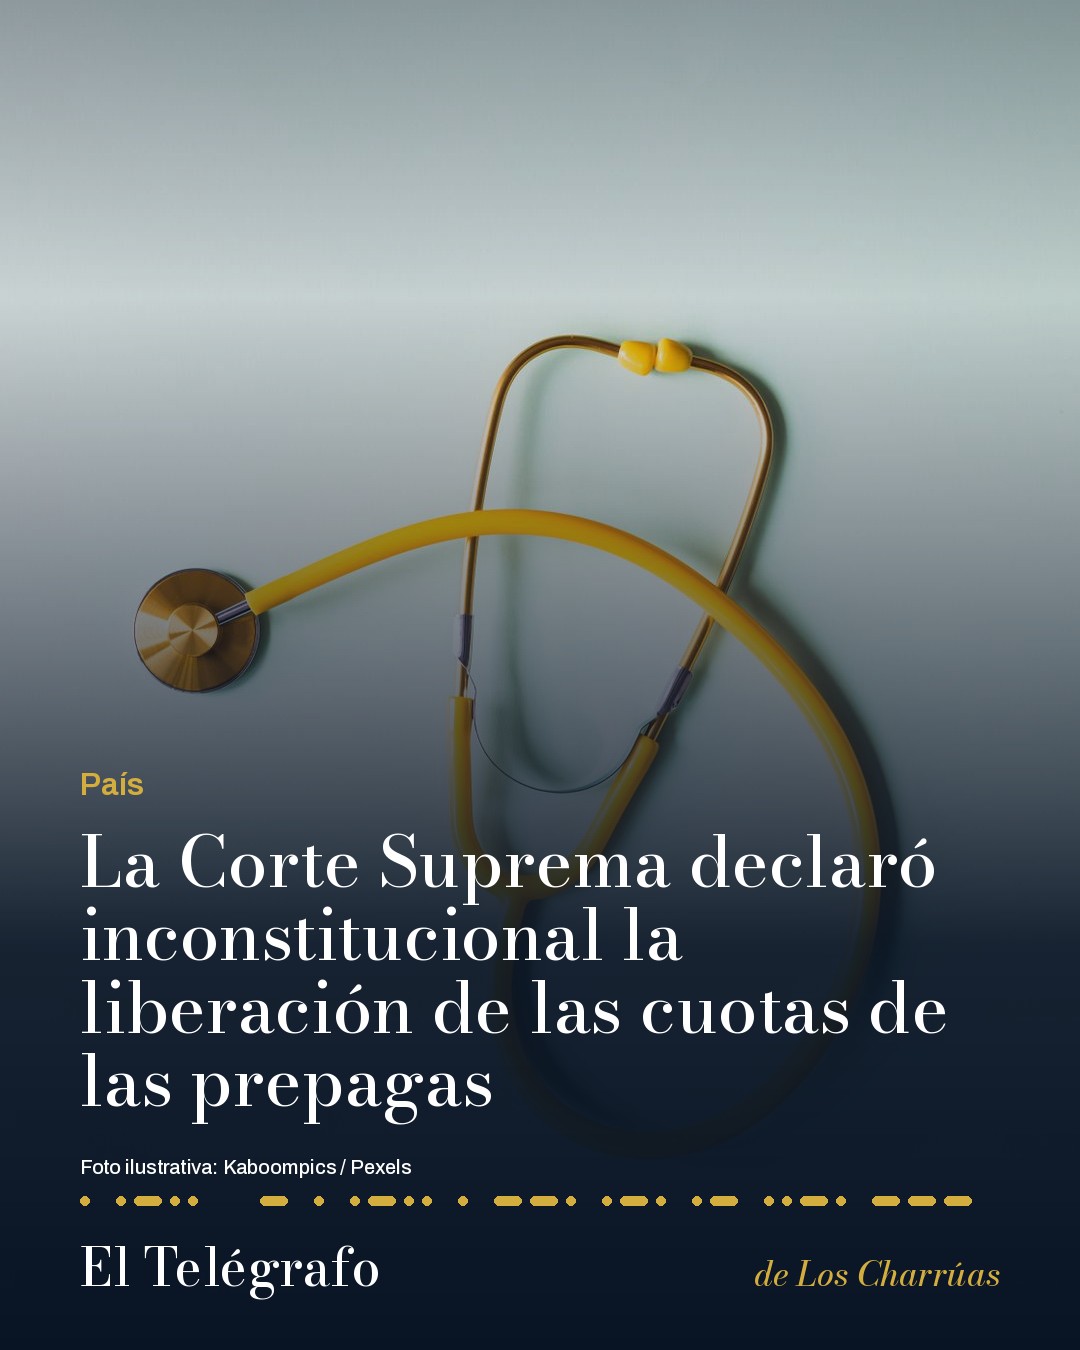 País
La Corte Suprema declaró
inconstitucional la
liberación de las cuotas de
las prepagas
Foto ilustrativa: Kaboompics / Pexels
El Telégrafo
de Los Charrúas